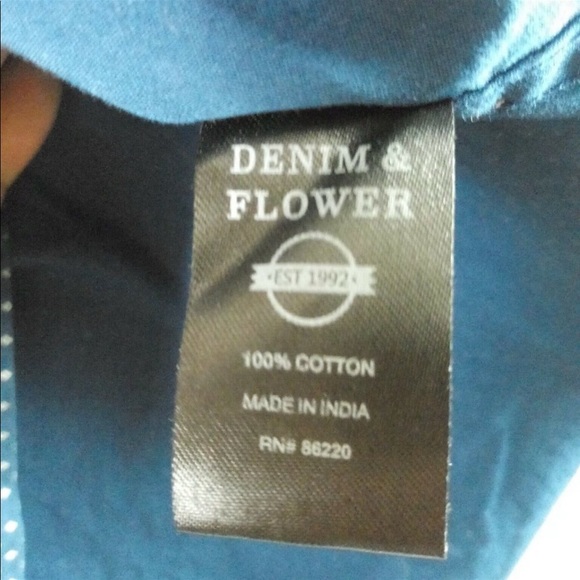 DENIM &
FLOWER
·EST 1992·
100% COTTON
MADE IN INDIA
RN# 86220